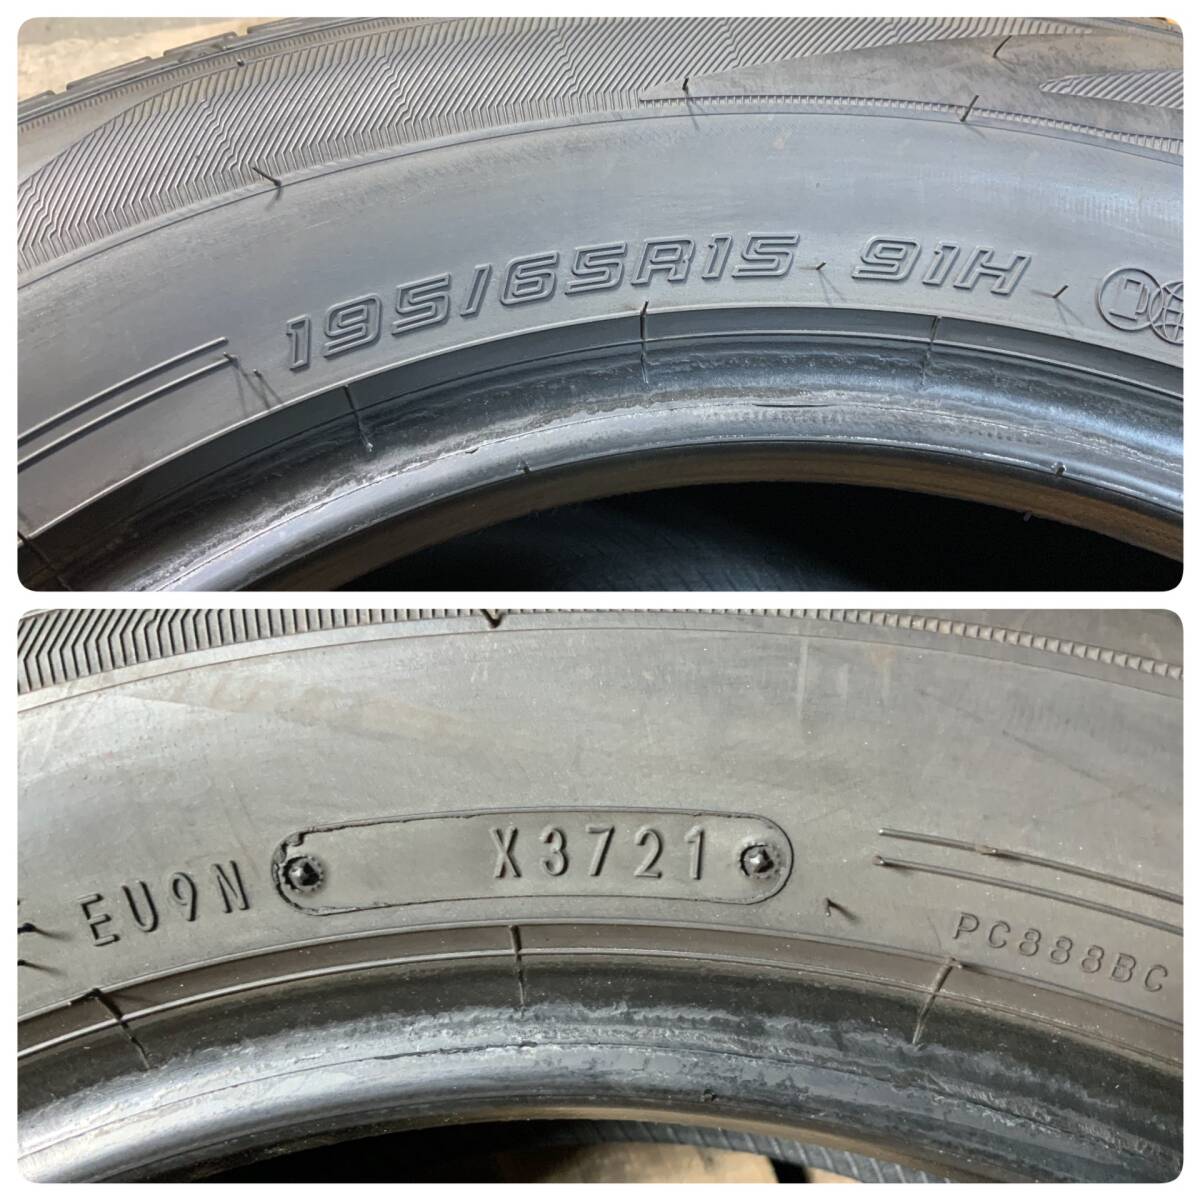 195/65R15 91H
EU9N X3721
PC888BC